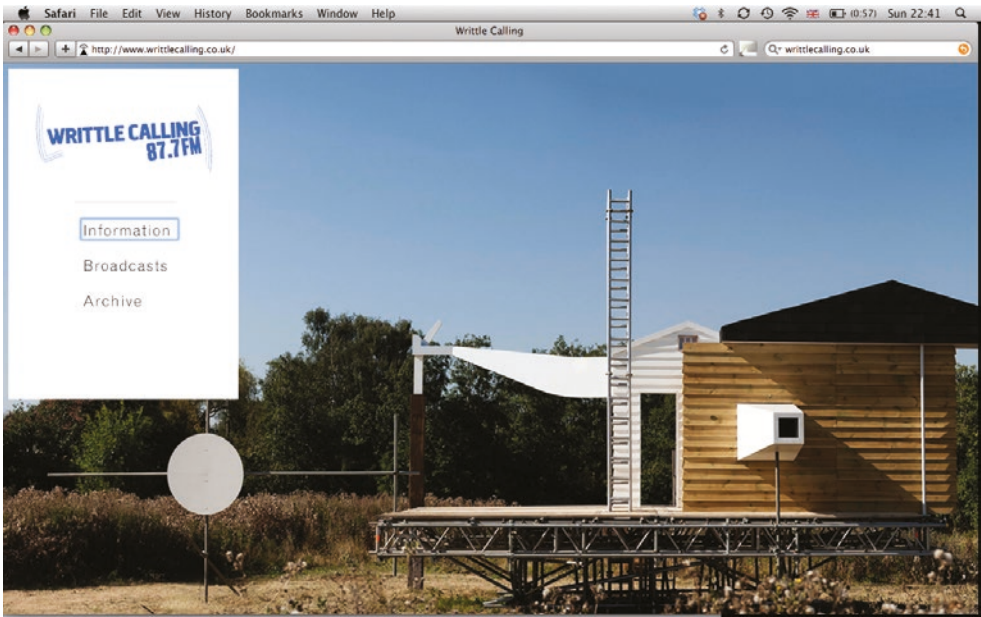 Safari File Edit View History Bookmarks Window Help (0:57) Sun 22:41
Writtle Calling
http://www.writtlecalling.co.uk/ writtlecalling.co.uk
WRITTLE CALLING
87.7FM
Information
Broadcasts
Archive